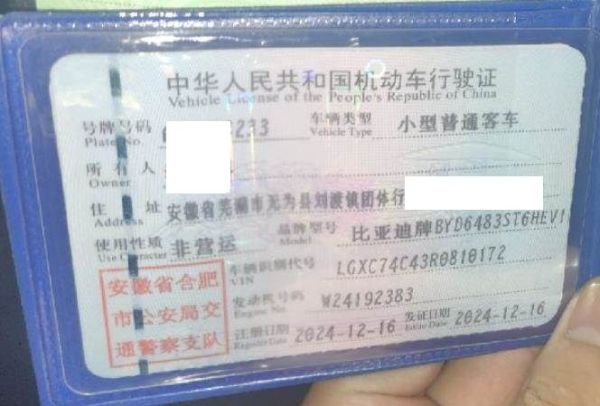 中华人民共和国机动车行驶证
Vehicle License of the People's Republic of China
号牌号码 3233 车辆类型 小型普通客车
Plate No. Vehicle Type
所有人
Owner
住址 安徽省芜湖市无为县刘渡镇团体行
Address
使用性质 非营运 品牌型号 比亚迪牌BYD6483ST6HEV1
Use Character Model
安徽省合肥市公安局交通警察支队
车辆识别代号 LGXC74C43R0810172
VIN
发动机号码 W24192383
Engine No.
注册日期 2024-12-16 发证日期 2024-12-16
Register Date Issue Date